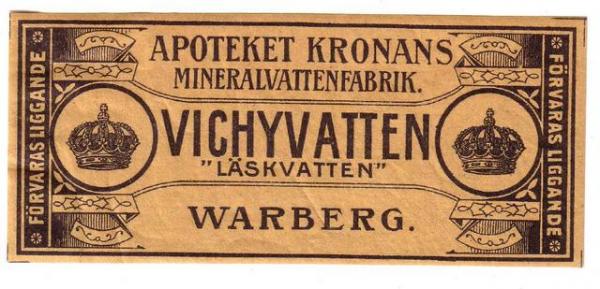 FÖRVARAS LIGGANDE
APOTEKET KRONANS
MINERALVATTENFABRIK.
VICHYVATTEN
"LÄSKVATTEN"
WARBERG.
FÖRVARAS LIGGANDE